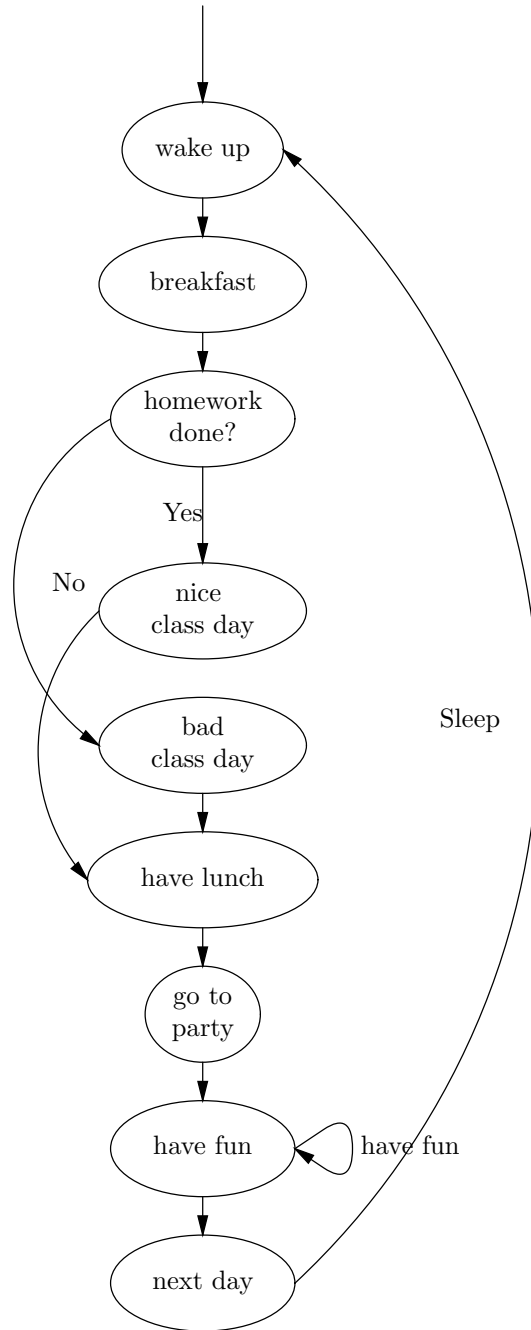 wake up
breakfast
homework
done?
Yes
No
nice
class day
Sleep
bad
class day
have lunch
go to
party
have fun
have fun
next day